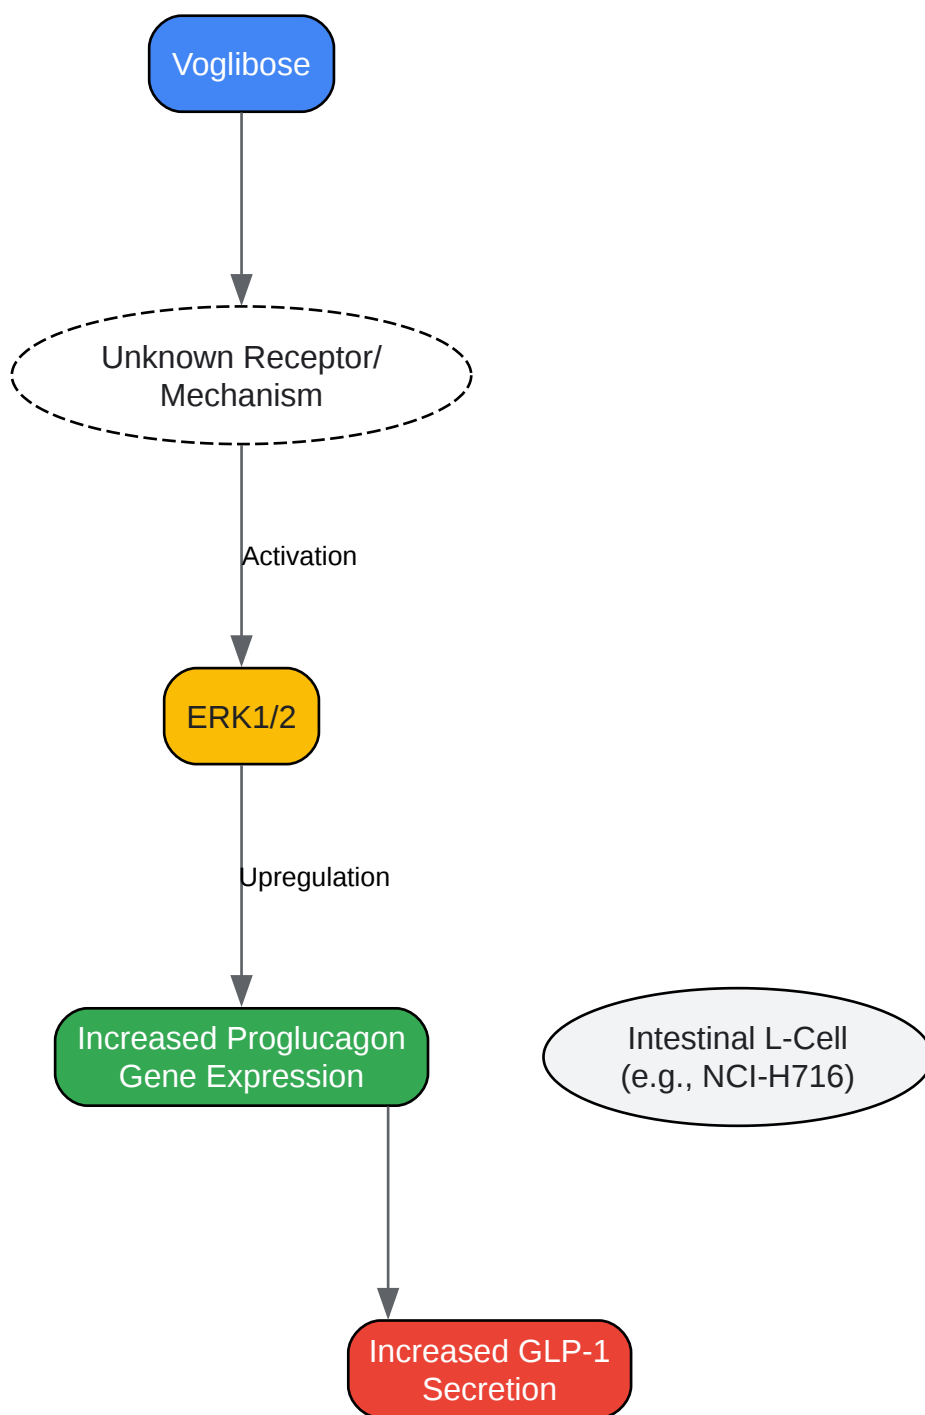 Voglibose
Unknown Receptor/
Mechanism
Activation
ERK1/2
Upregulation
Increased Proglucagon
Gene Expression
Intestinal L-Cell
(e.g., NCI-H716)
Increased GLP-1
Secretion